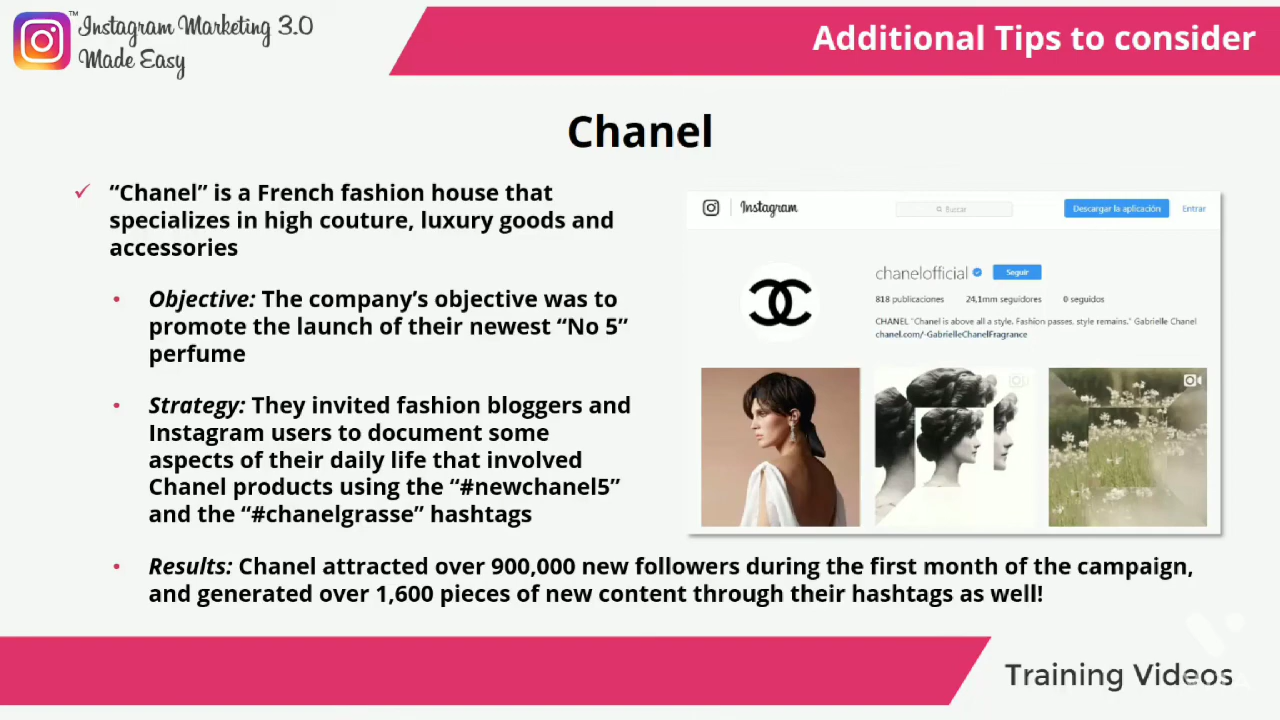 Instagram Marketing 3.0
Made Easy
TM
Additional Tips to consider
Chanel
“Chanel” is a French fashion house that
specializes in high couture, luxury goods and
accessories
Objective: The company’s objective was to
promote the launch of their newest “No 5”
perfume
Strategy: They invited fashion bloggers and
Instagram users to document some
aspects of their daily life that involved
Chanel products using the “#newchanel5”
and the “#chanelgrasse” hashtags
Results: Chanel attracted over 900,000 new followers during the first month of the campaign,
and generated over 1,600 pieces of new content through their hashtags as well!
Instagram
Buscar
Descargar la aplicación
Entrar
chanelofficial
Seguir
818 publicaciones 24,1mm seguidores 0 seguidos
CHANEL "Chanel is above all a style. Fashion passes, style remains." Gabrielle Chanel
chanel.com/-GabrielleChanelFragrance
Training Videos